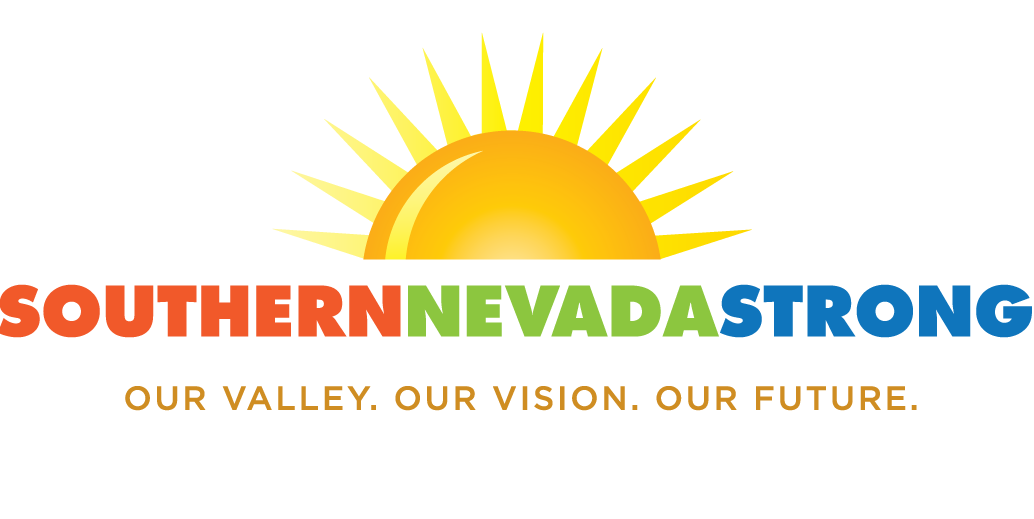 SOUTHERNNEVADASTRONG
OUR VALLEY. OUR VISION. OUR FUTURE.